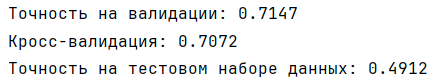 Точность на валидации: 0.7147
Кросс-валидация: 0.7072
Точность на тестовом наборе данных: 0.4912